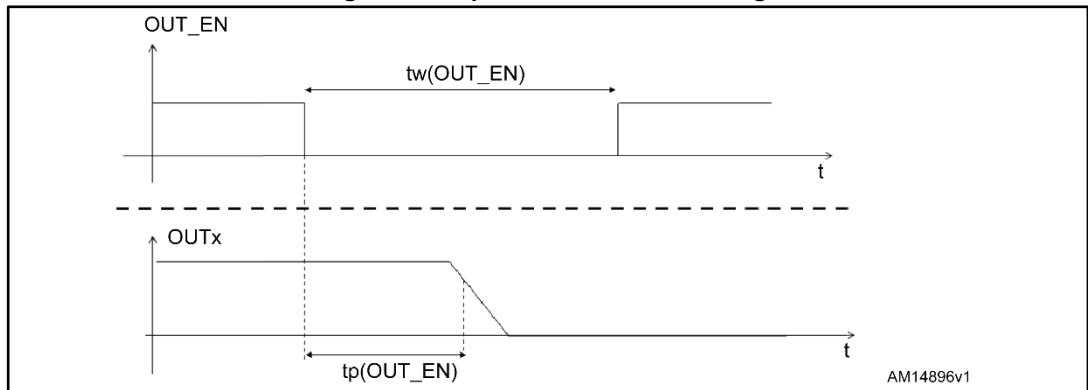 OUT_EN
tw(OUT_EN)
t
OUTx
t
tp(OUT_EN)
AM14896v1